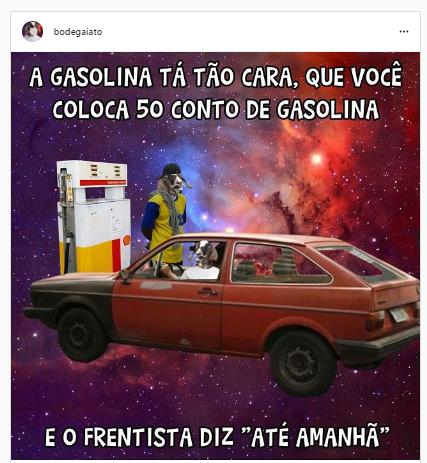 bodegaiato
A GASOLINA TÁ TÃO CARA, QUE VOCÊ
COLOCA 50 CONTO DE GASOLINA
E O FRENTISTA DIZ "ATÉ AMANHÃ"